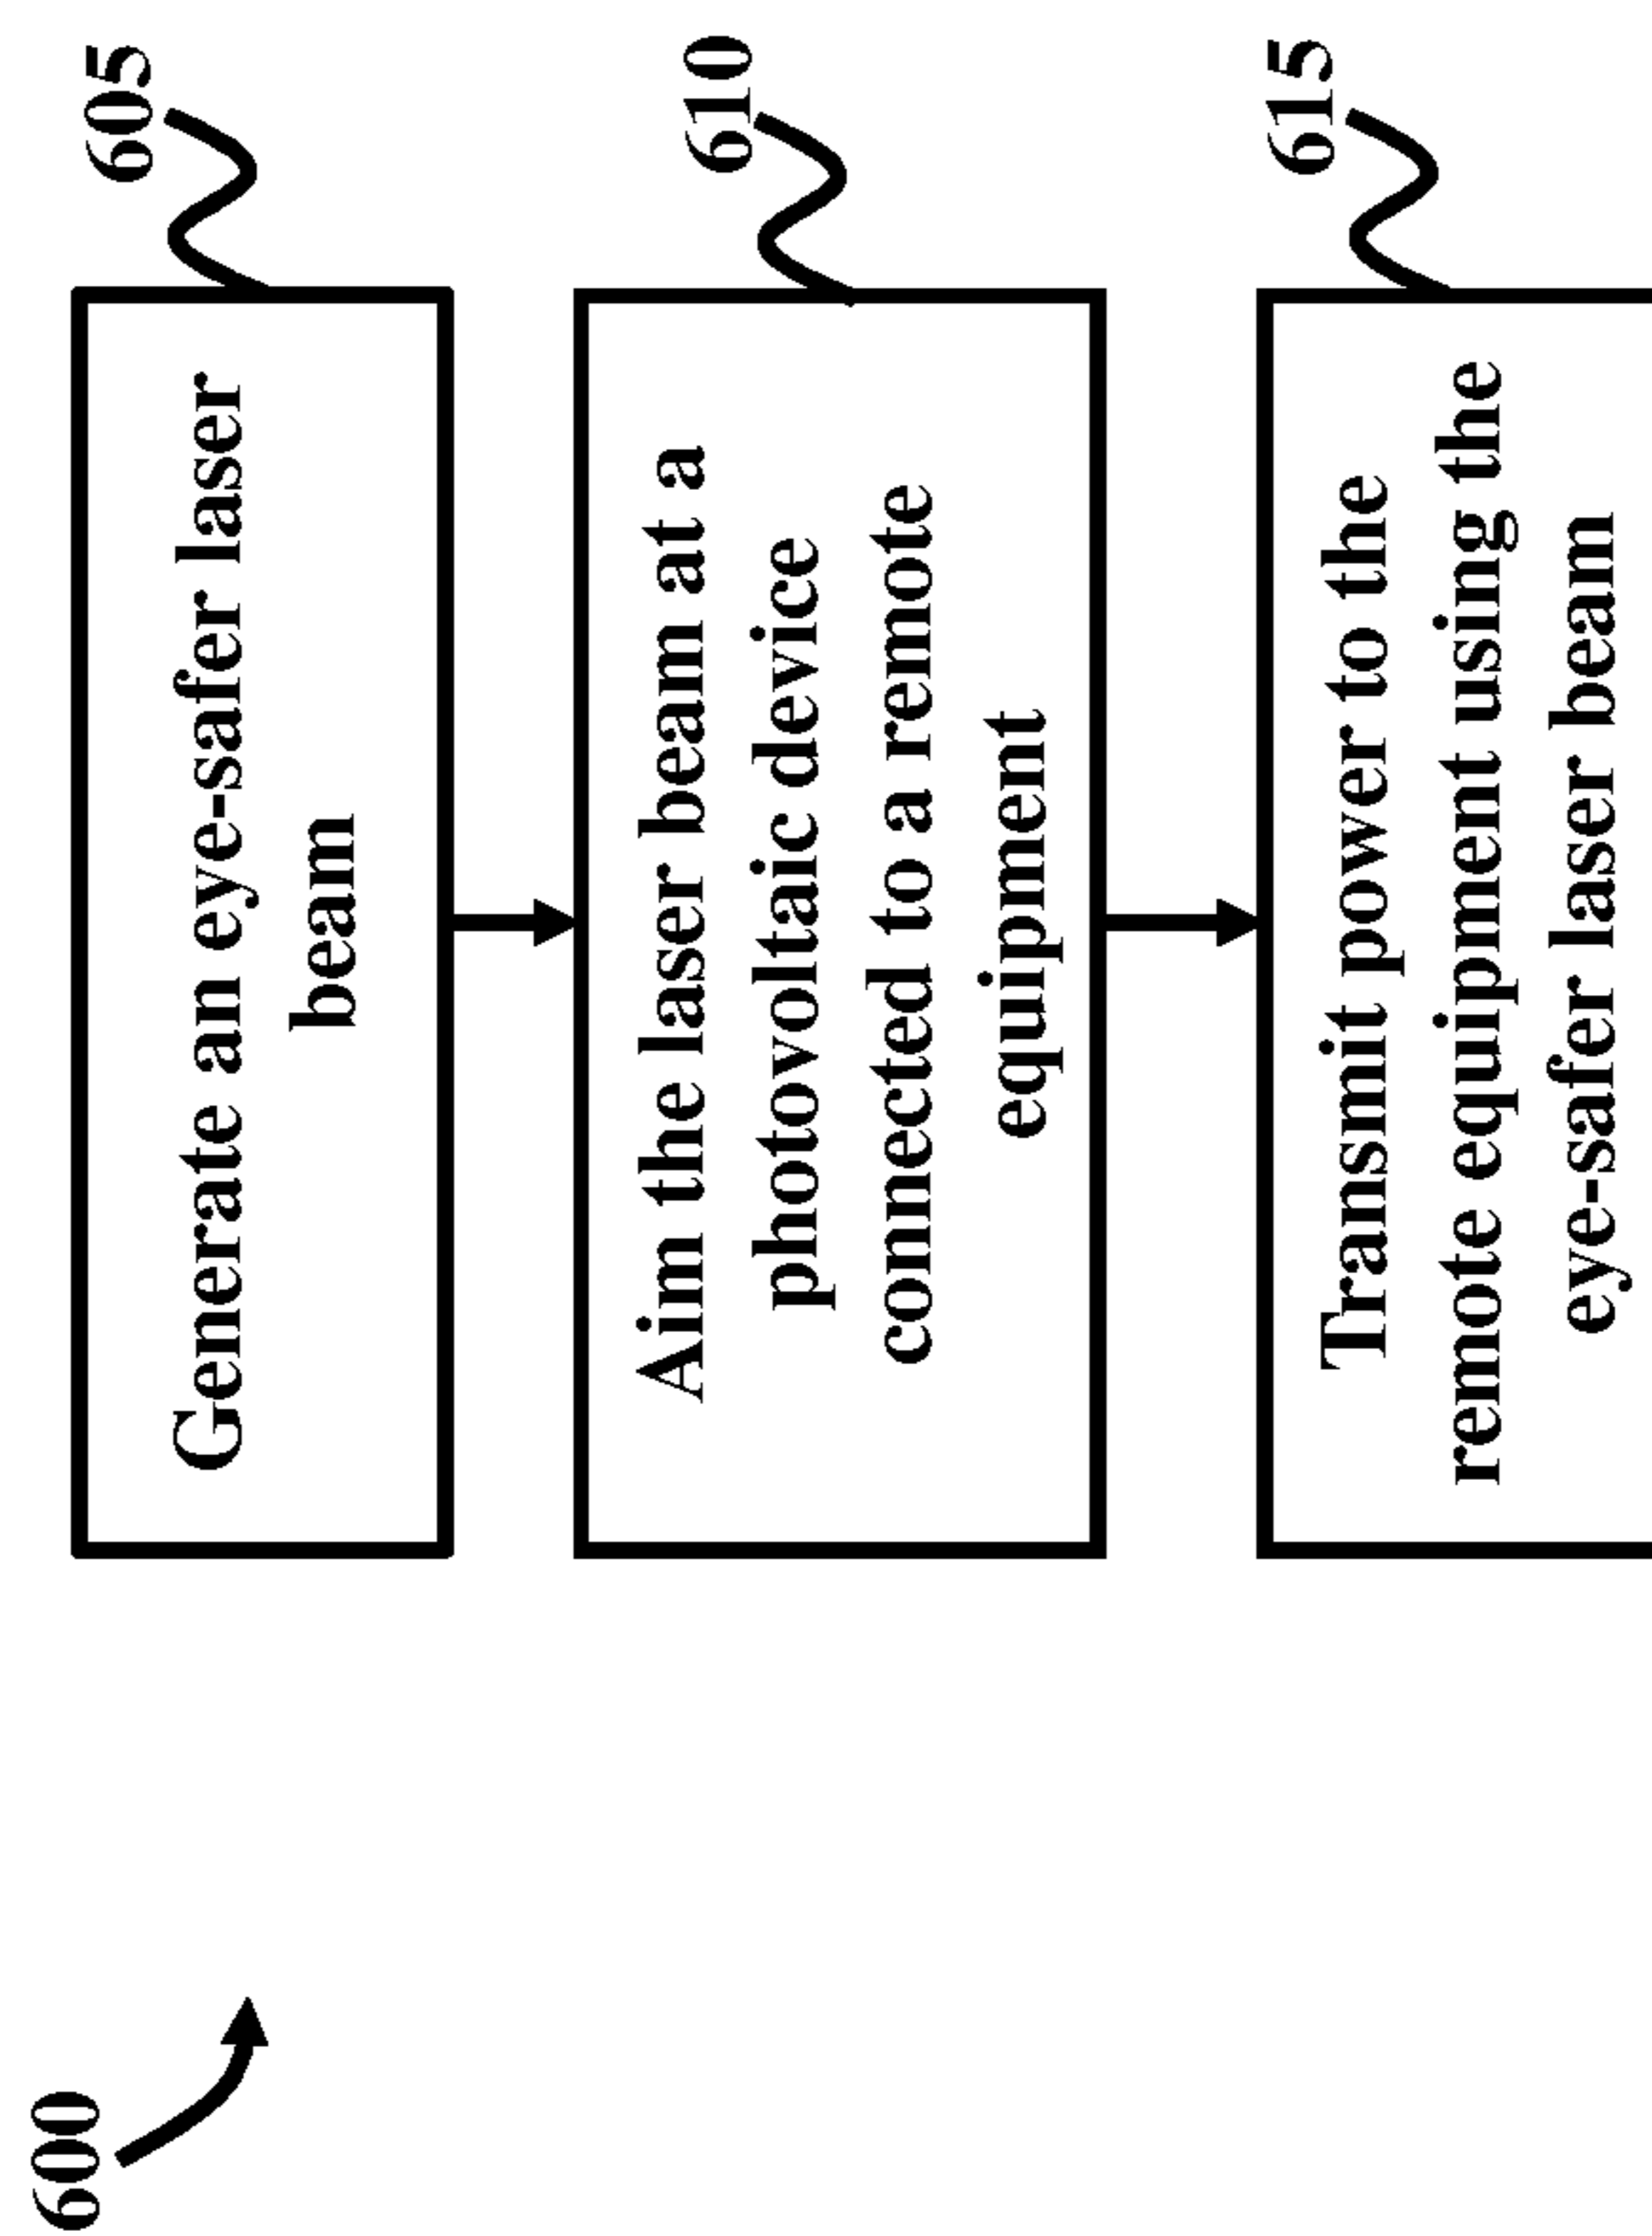 600
605
Generate an eye-safer laser
beam
610
Aim the laser beam at a
photovoltaic device
connected to a remote
equipment
615
Transmit power to the
remote equipment using the
eye-safer laser beam